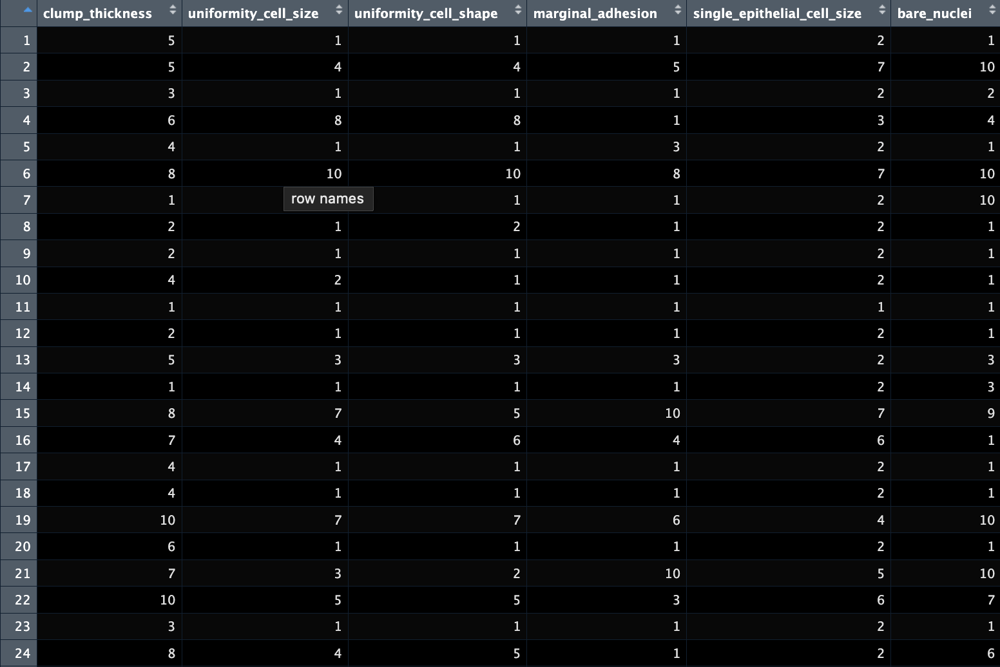 clump_thickness uniformity_cell_size uniformity_cell_shape marginal_adhesion single_epithelial_cell_size bare_nuclei
1 5 1 1 1 2 1
2 5 4 4 5 7 10
3 3 1 1 1 2 2
4 6 8 8 1 3 4
5 4 1 1 3 2 1
6 8 10 10 8 7 10
row names
7 1 1 1 2 10
8 2 1 2 1 2 1
9 2 1 1 1 2 1
10 4 2 1 1 2 1
11 1 1 1 1 1 1
12 2 1 1 1 2 1
13 5 3 3 3 2 3
14 1 1 1 1 2 3
15 8 7 5 10 7 9
16 7 4 6 4 6 1
17 4 1 1 1 2 1
18 4 1 1 1 2 1
19 10 7 7 6 4 10
20 6 1 1 1 2 1
21 7 3 2 10 5 10
22 10 5 5 3 6 7
23 3 1 1 1 2 1
24 8 4 5 1 2 6